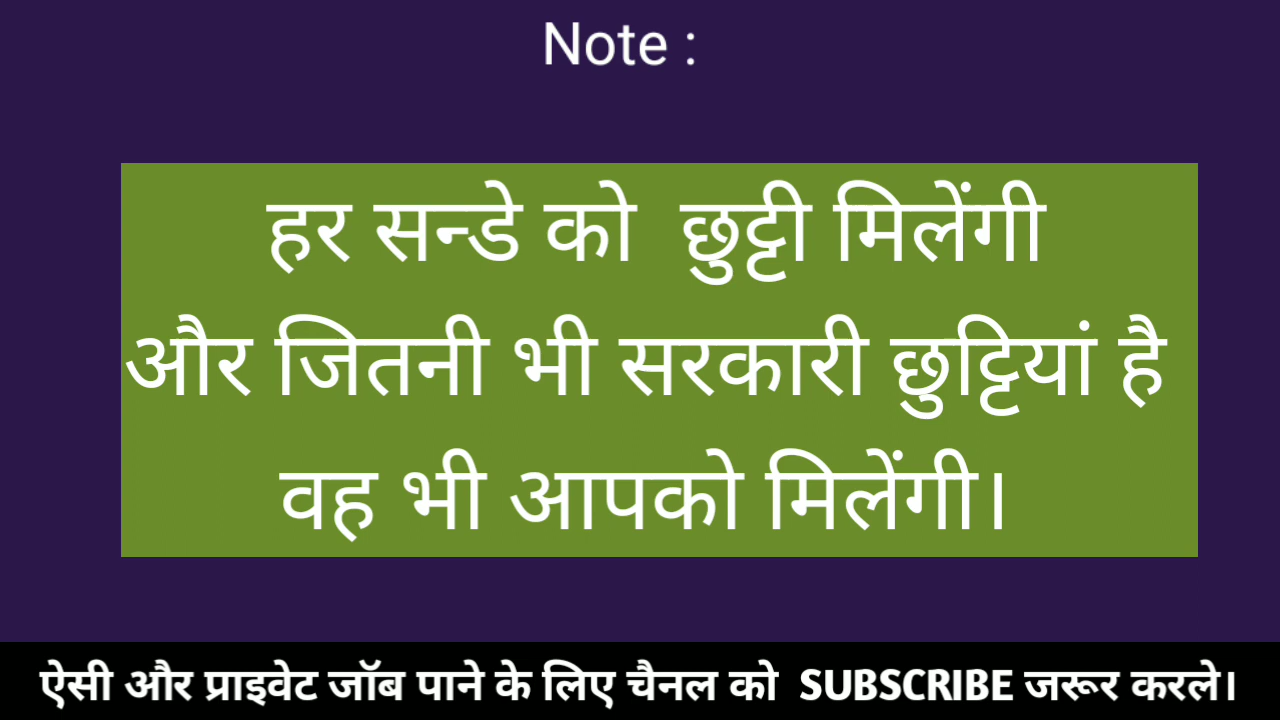 Note :
हर सन्डे को छुट्टी मिलेंगी
और जितनी भी सरकारी छुट्टियां है
वह भी आपको मिलेंगी।
ऐसी और प्राइवेट जॉब पाने के लिए चैनल को SUBSCRIBE जरूर करले।